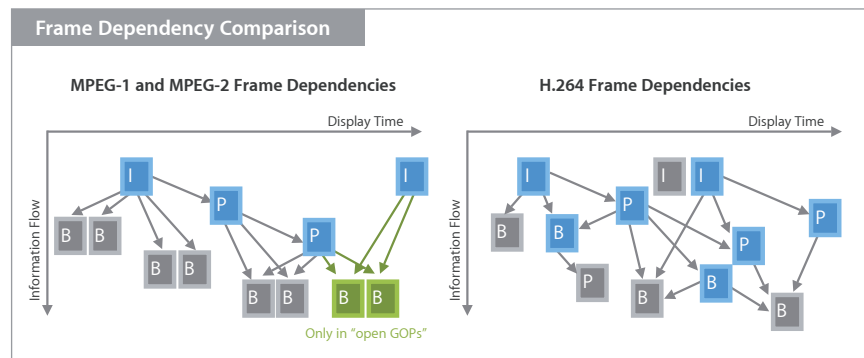 Frame Dependency Comparison
MPEG-1 and MPEG-2 Frame Dependencies
Display Time
Information Flow
I
I
P
P
B
B
B
B
B
B
B
B
Only in “open GOPs”
H.264 Frame Dependencies
Display Time
Information Flow
I
I
I
P
P
B
B
P
B
P
B
B